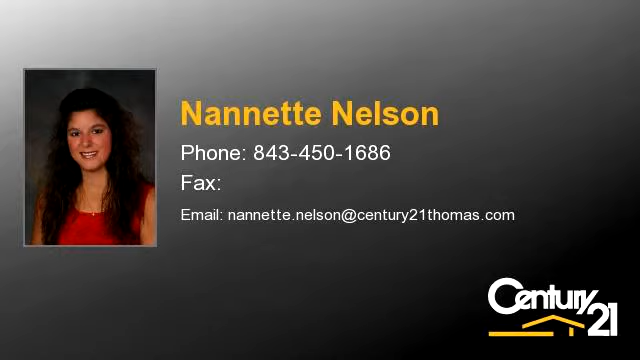 Nannette Nelson
Phone: 843-450-1686
Fax:
Email: nannette.nelson@century21thomas.com
Century 21